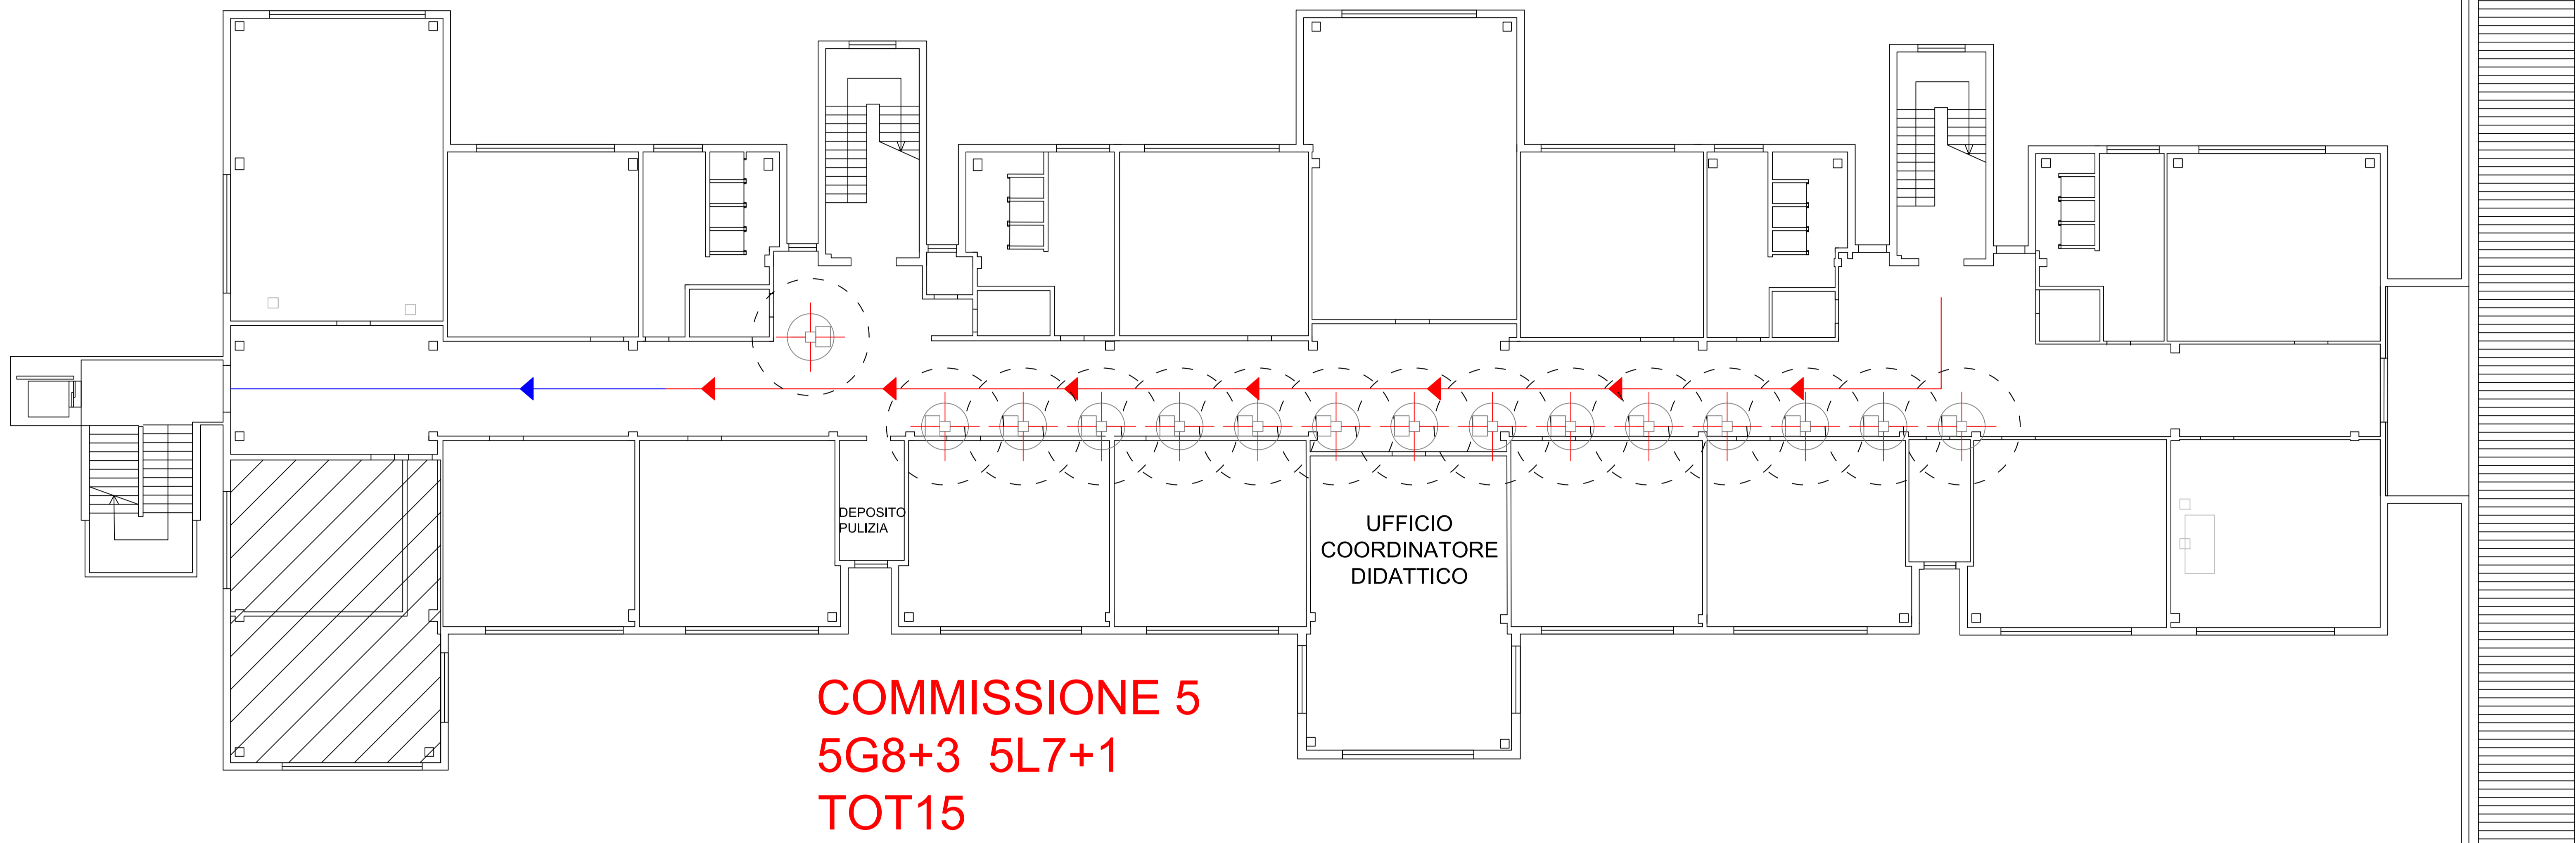 DEPOSITO
PULIZIA
UFFICIO
COORDINATORE
DIDATTICO
COMMISSIONE 5
5G8+3 5L7+1
TOT15